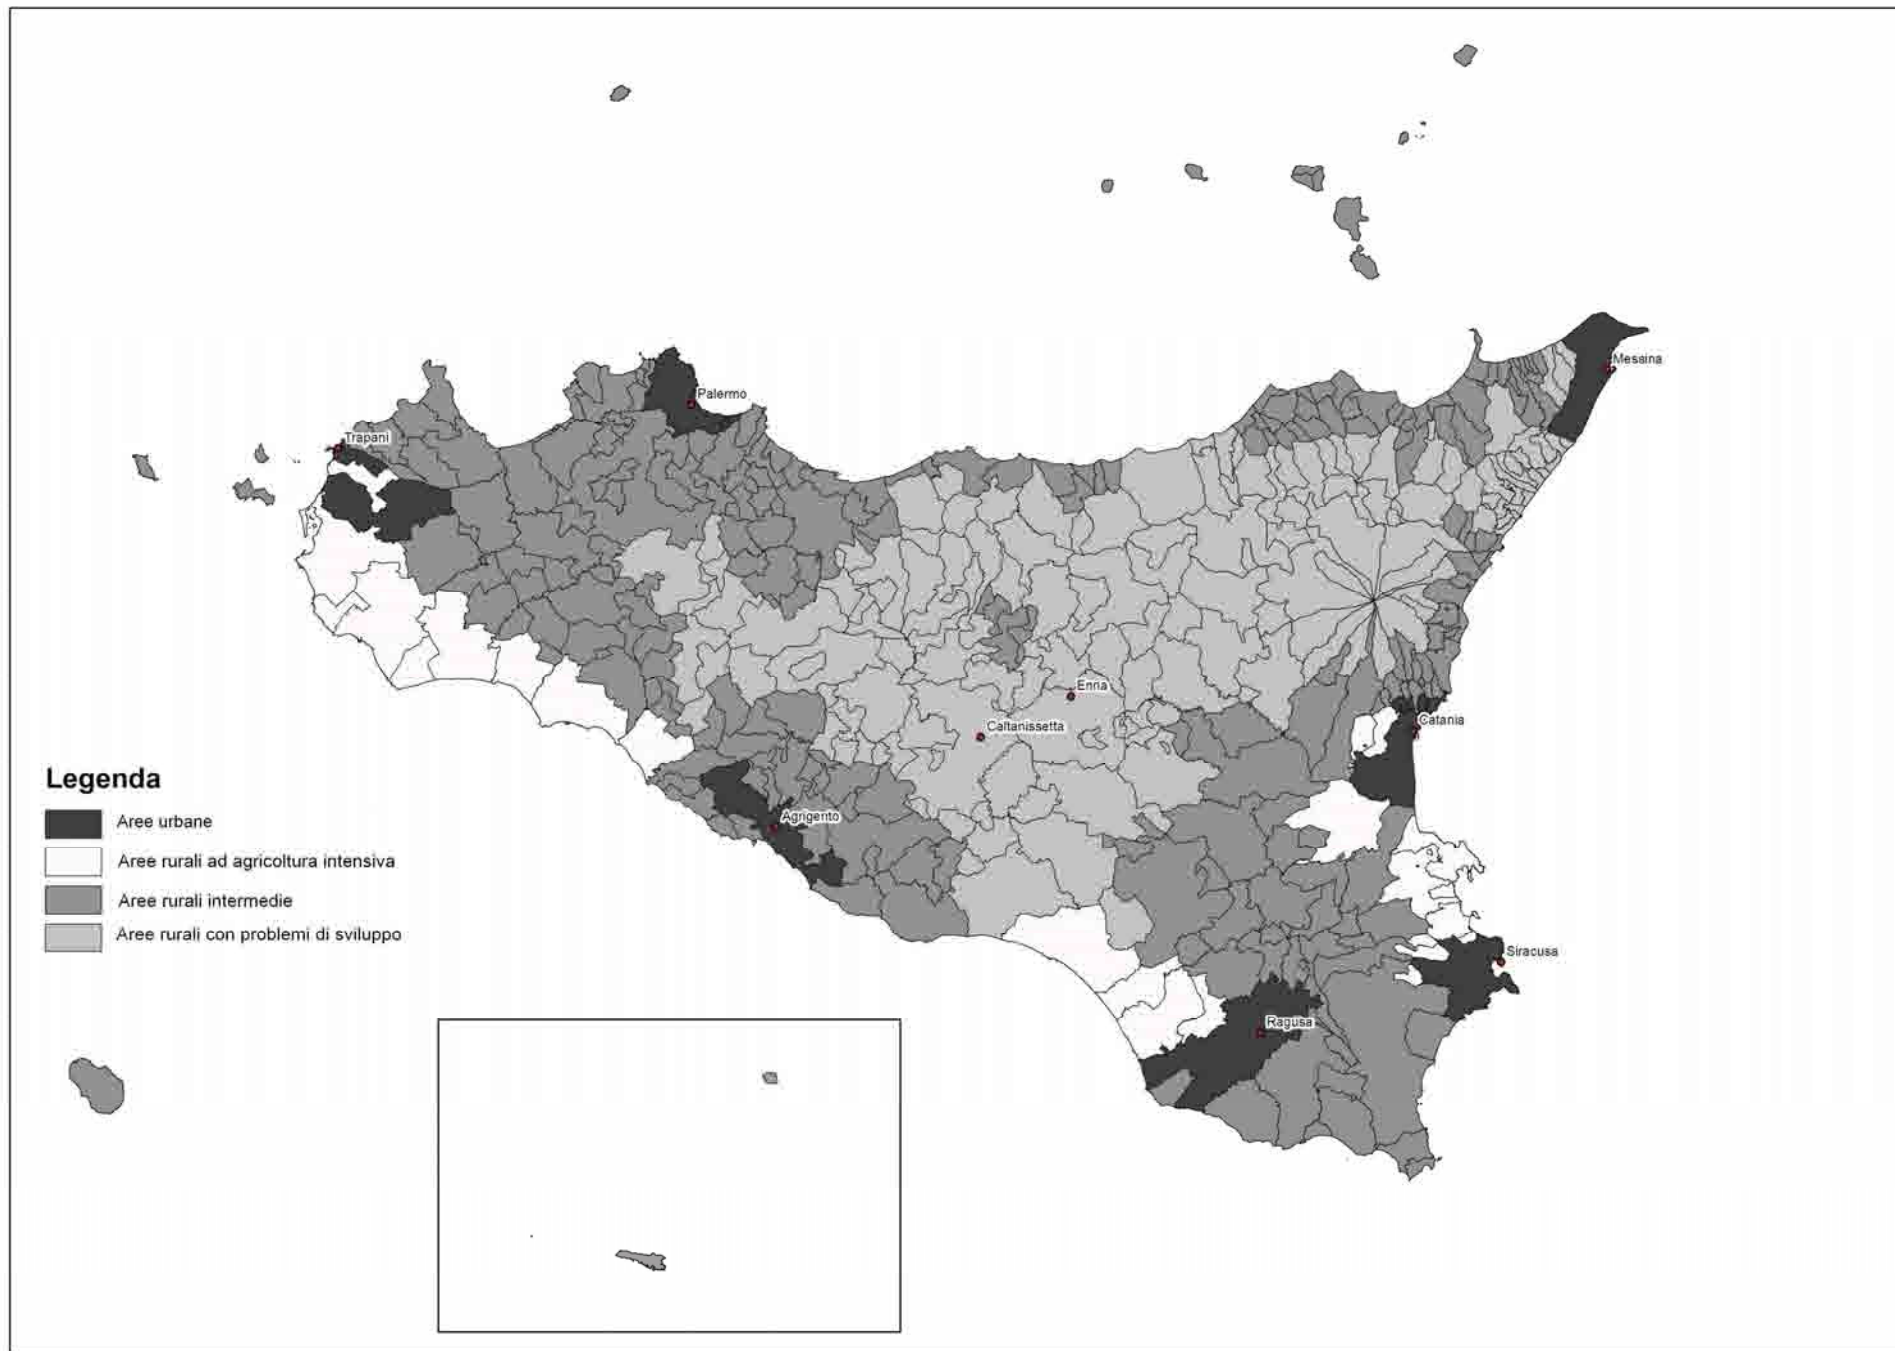 Messina
Palermo
Trapani
Enna
Catania
Caltanissetta
Legenda
Aree urbane
Agrigento
Aree rurali ad agricoltura intensiva
Aree rurali intermedie
Aree rurali con problemi di sviluppo
Siracusa
Ragusa